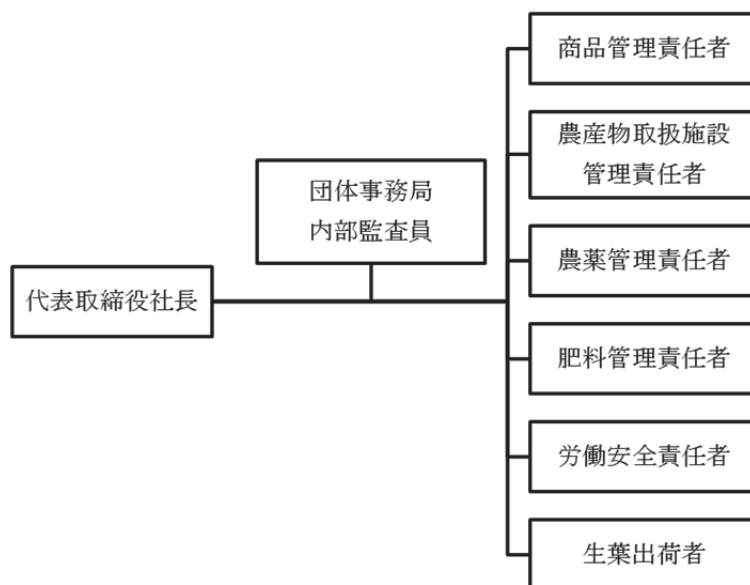 代表取締役社長
団体事務局
内部監査員
商品管理責任者
農産物取扱施設
管理責任者
農薬管理責任者
肥料管理責任者
労働安全責任者
生葉出荷者